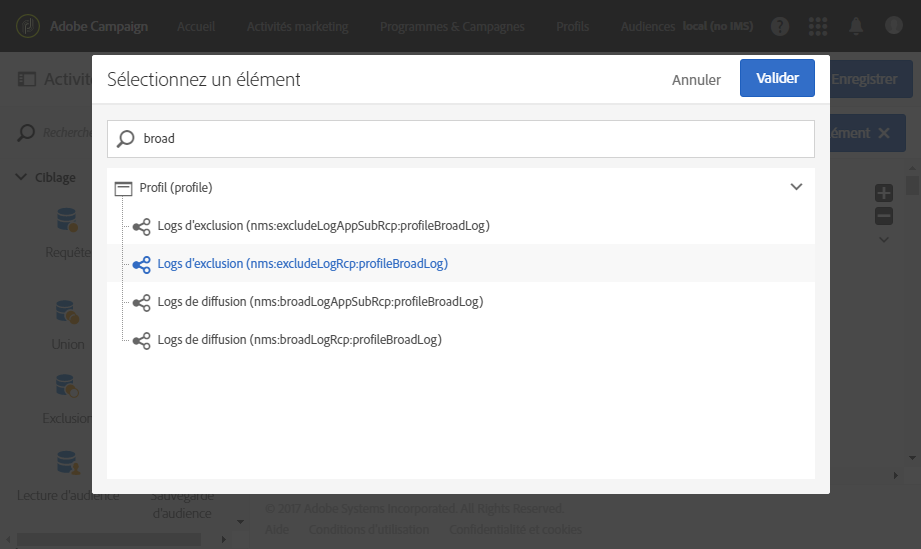 Adobe Campaign Accueil Activités marketing Programmes & Campagnes Profils Audiences local (no IMS)
Activité
Sélectionnez un élément
Annuler
Valider
Enregistrer
Recherche
broad
élément
Ciblage
Profil (profile)
Logs d'exclusion (nms:excludeLogAppSubRcp:profileBroadLog)
Requête
Logs d'exclusion (nms:excludeLogRcp:profileBroadLog)
Logs de diffusion (nms:broadLogAppSubRcp:profileBroadLog)
Union
Logs de diffusion (nms:broadLogRcp:profileBroadLog)
Exclusion
Lecture d'audience
Sauvegarde
d'audience
© 2017 Adobe Systems Incorporated. All Rights Reserved.
Aide Conditions d'utilisation Confidentialité et cookies